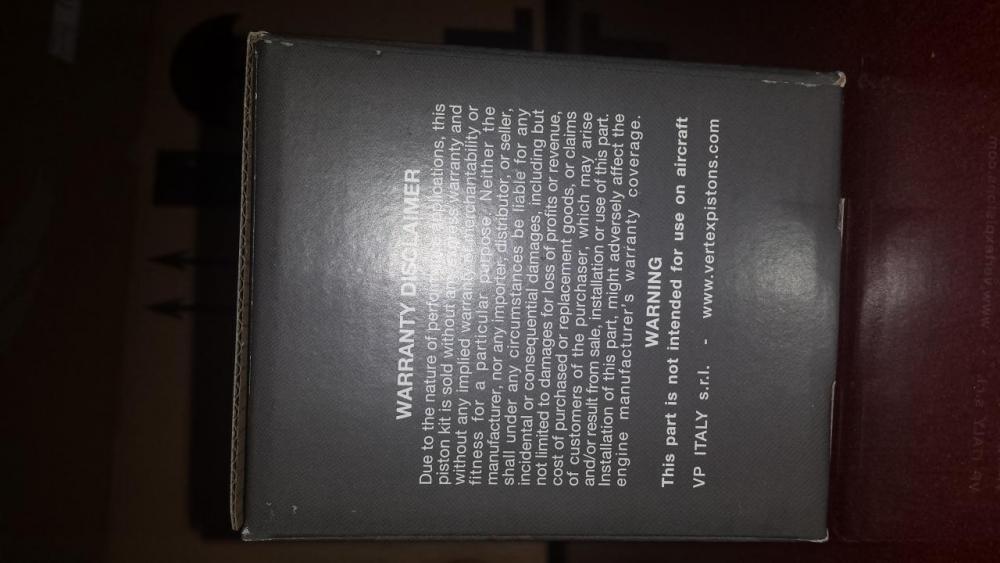 WARRANTY DISCLAIMER
Due to the nature of performance applications, this
piston kit is sold without any express warranty and
without any implied warranty of merchantability or
fitness for a particular purpose. Neither the
manufacturer, nor any importer, distributor, or seller,
shall under any circumstances be liable for any
incidental or consequential damages, including but
not limited to damages for loss of profits or revenue,
cost of purchased or replacement goods, or claims
of customers of the purchaser, which may arise
and/or result from sale, installation or use of this part.
Installation of this part, might adversely affect the
engine manufacturer's warranty coverage.
WARNING
This part is not intended for use on aircraft
VP ITALY s.r.l. - www.vertexpistons.com